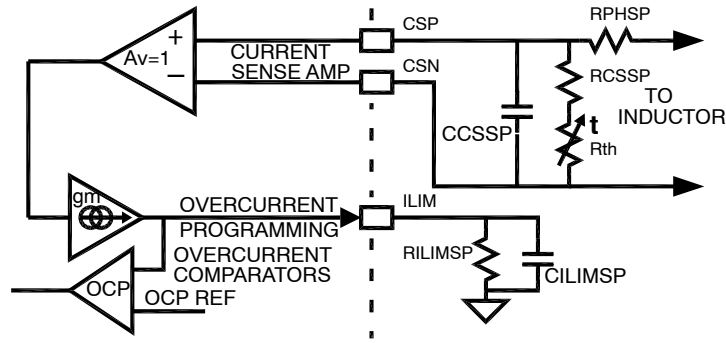 CSP
RPHSP
+
Av=1
−
CURRENT
SENSE AMP
CSN
RCSSP
TO
INDUCTOR
CCSSP
t
Rth
gm
OVERCURRENT
PROGRAMMING
ILIM
OVERCURRENT
COMPARATORS
RILIMSP
CILIMSP
OCP
OCP REF